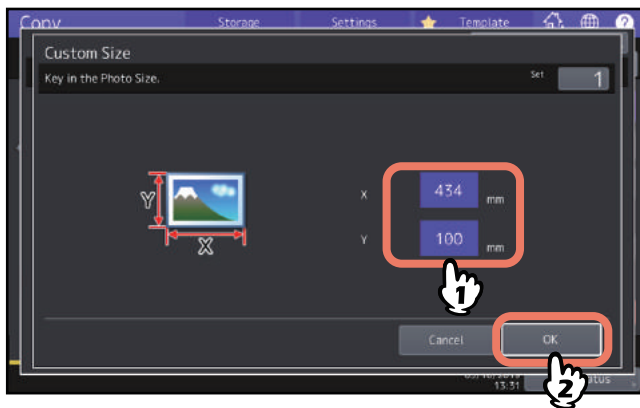 Copy Storage Settings Template ?
Custom Size
Key in the Photo Size.
Set 1
Y
X
X 434 mm
Y 100 mm
1
Cancel OK
13:31
2